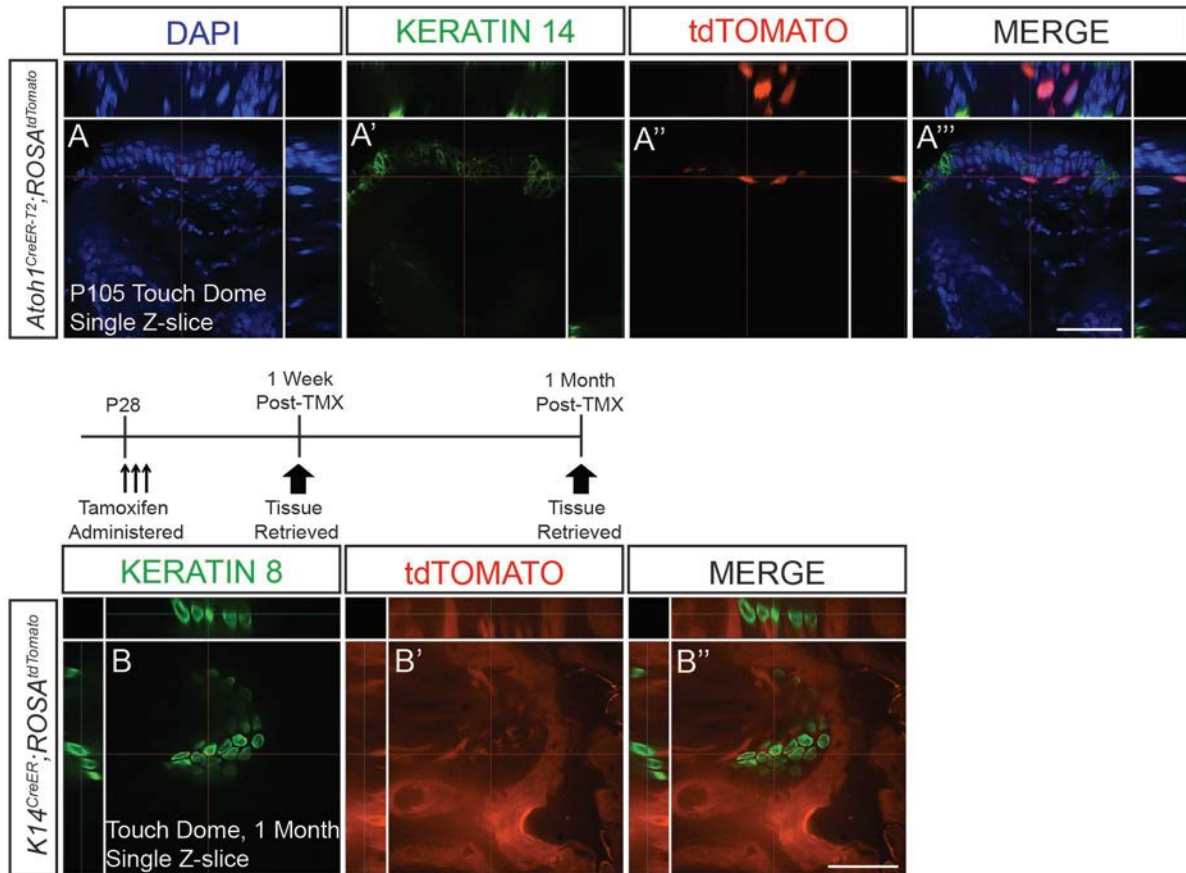 DAPI
KERATIN 14
tdTOMATO
MERGE
Atoh1CreER-T2;ROSAtdTomato
A
A'
A''
A'''
P105 Touch Dome
Single Z-slice
P28
1 Week
Post-TMX
1 Month
Post-TMX
Tamoxifen
Administered
Tissue
Retrieved
Tissue
Retrieved
KERATIN 8
tdTOMATO
MERGE
K14CreER;ROSAtdTomato
B
B'
B''
Touch Dome, 1 Month
Single Z-slice